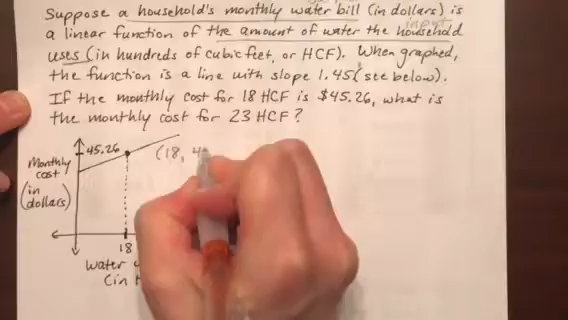 Suppose a household's monthly water bill (in dollars) is
input
a linear function of the amount of water the household
uses (in hundreds of cubic feet, or HCF). When graphed,
the function is a line with slope 1.45 (see below).
If the monthly cost for 18 HCF is $45.26, what is
the monthly cost for 23 HCF?
45.26
(18, 4
Monthly
cost
(in
dollars)
18
water
(in